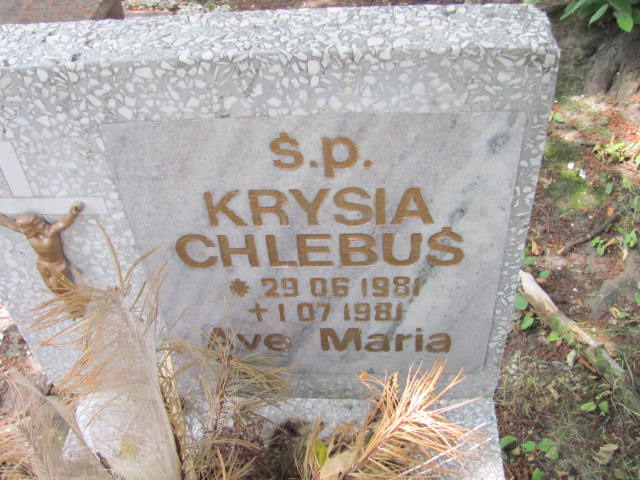 ś.p.
KRYSIA
CHLEBUŚ
* 29 06 1981
+ 1 07 1981
Ave Maria